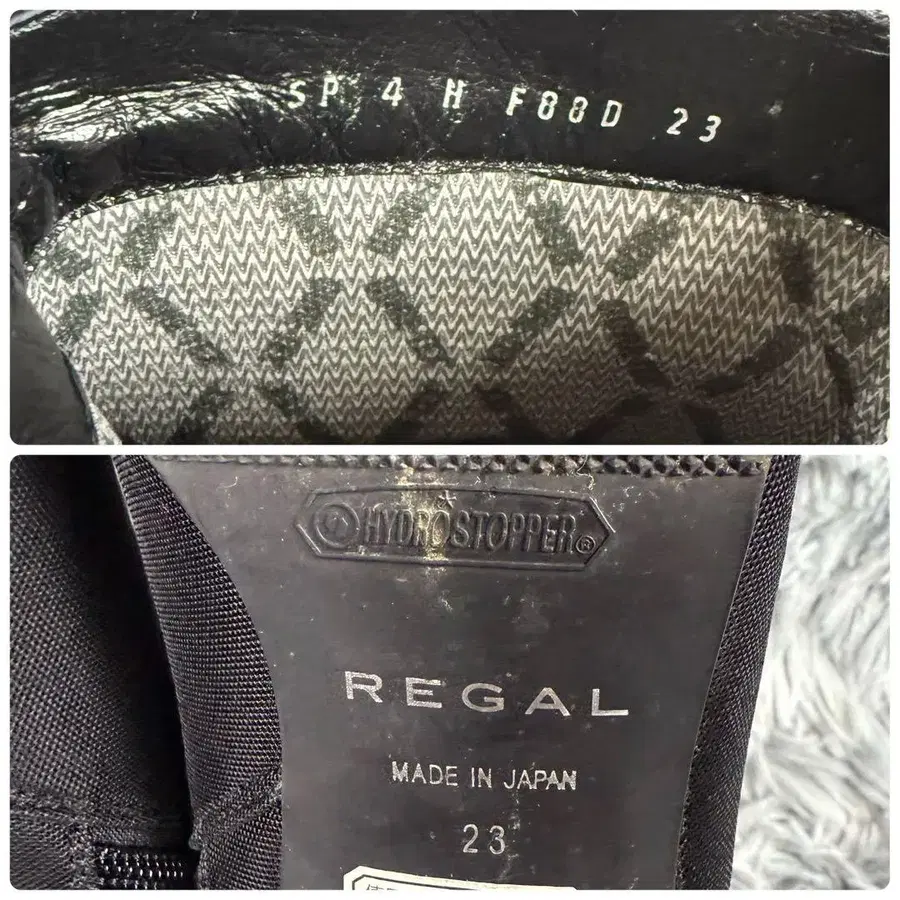 SP 4 H F88D 23
HYDROSTOPPER®
REGAL
MADE IN JAPAN
23